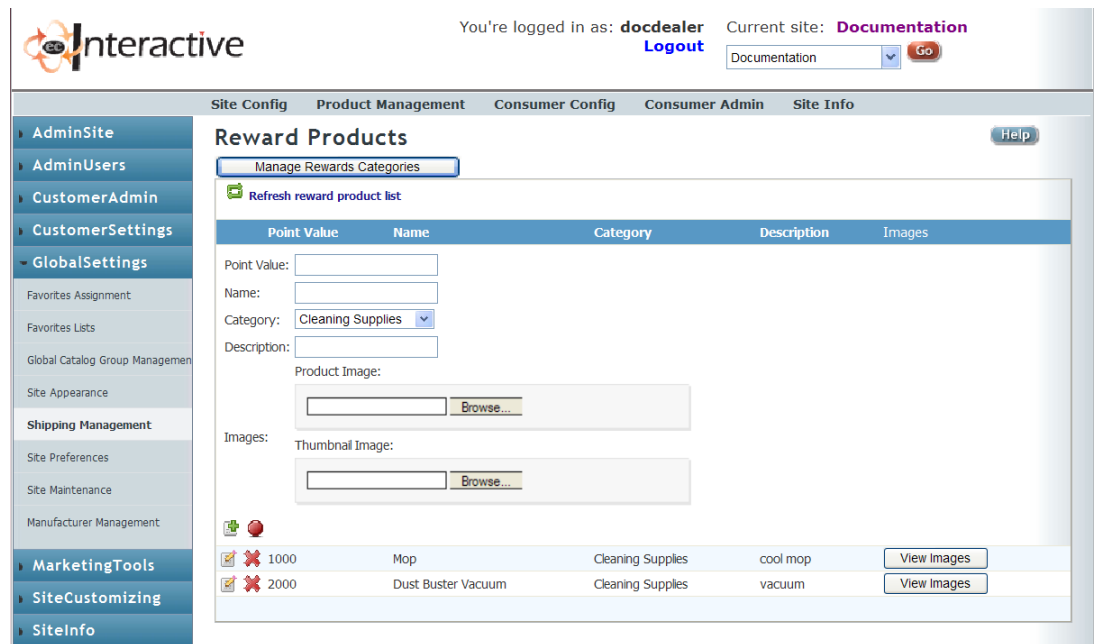 ec Interactive
You're logged in as: docdealer
Logout
Current site: Documentation
Documentation
Go
Site Config Product Management Consumer Config Consumer Admin Site Info
AdminSite
AdminUsers
CustomerAdmin
CustomerSettings
GlobalSettings
Favorites Assignment
Favorites Lists
Global Catalog Group Managemen
Site Appearance
Shipping Management
Site Preferences
Site Maintenance
Manufacturer Management
MarketingTools
SiteCustomizing
SiteInfo
Reward Products
Help
Manage Rewards Categories
Refresh reward product list
Point Value Name Category Description Images
Point Value:
Name:
Category: Cleaning Supplies
Description:
Product Image:
Browse...
Images:
Thumbnail Image:
Browse...
1000 Mop Cleaning Supplies cool mop View Images
2000 Dust Buster Vacuum Cleaning Supplies vacuum View Images